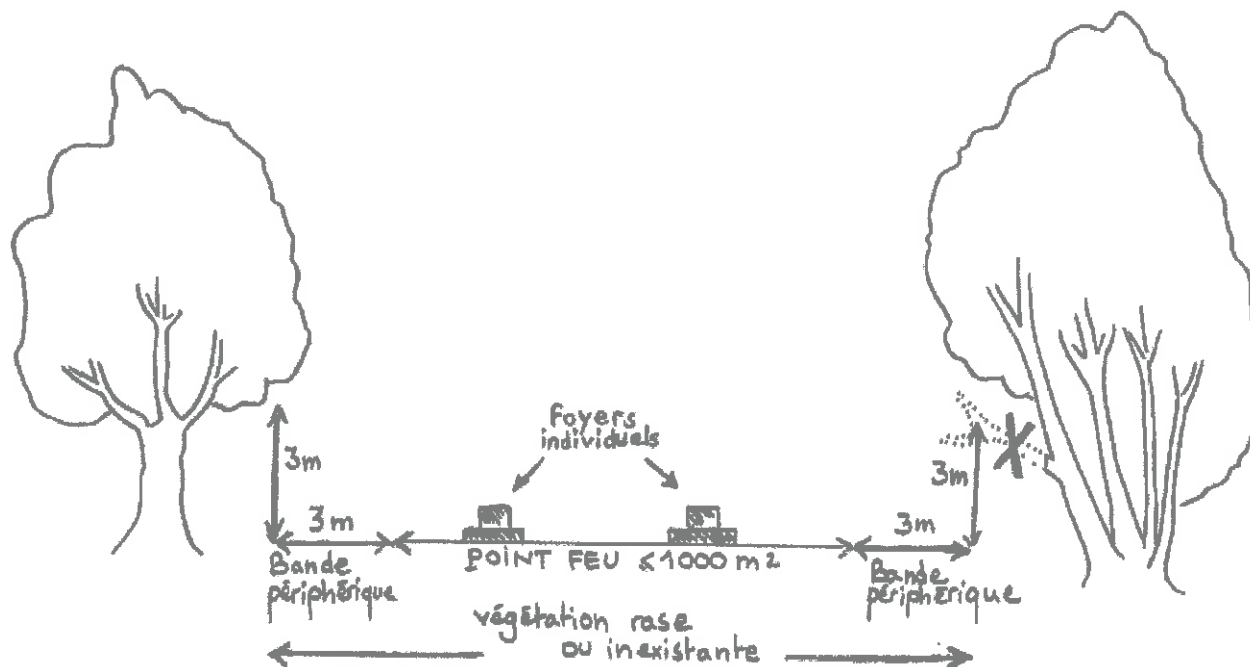 Foyers
individuels
3m
3m
3m
3m
POINT FEU ≤ 1000 m²
Bande
périphérique
Bande
périphérique
végétation rase
ou inexistante